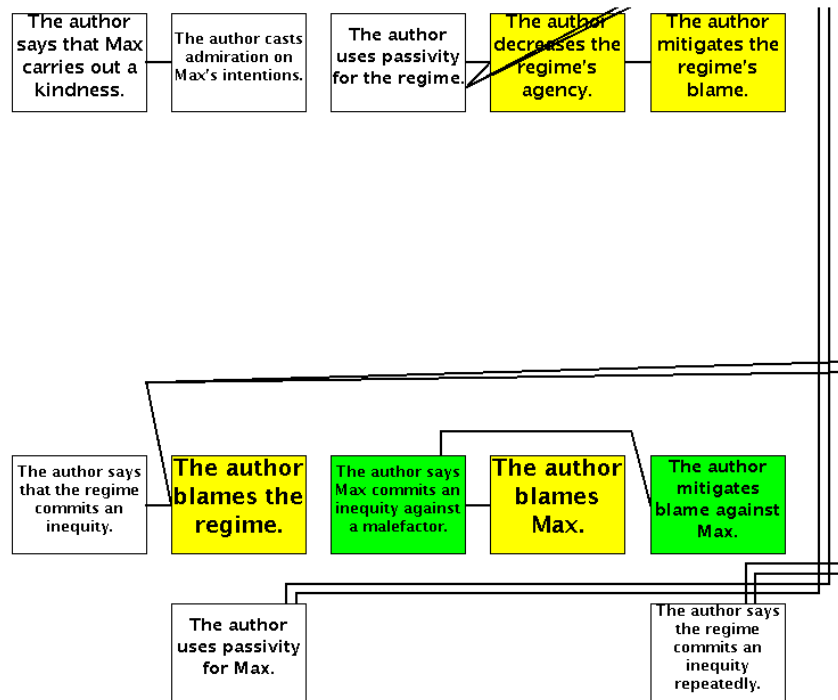 The author
says that Max
carries out a
kindness.
The author casts
admiration on
Max's intentions.
The author
uses passivity
for the regime.
The author
decreases the
regime's
agency.
The author
mitigates the
regime's
blame.
The author says
that the regime
commits an
inequity.
The author
blames the
regime.
The author says
Max commits an
inequity against
a malefactor.
The author
blames
Max.
The author
mitigates
blame against
Max.
The author
uses passivity
for Max.
The author says
the regime
commits an
inequity
repeatedly.